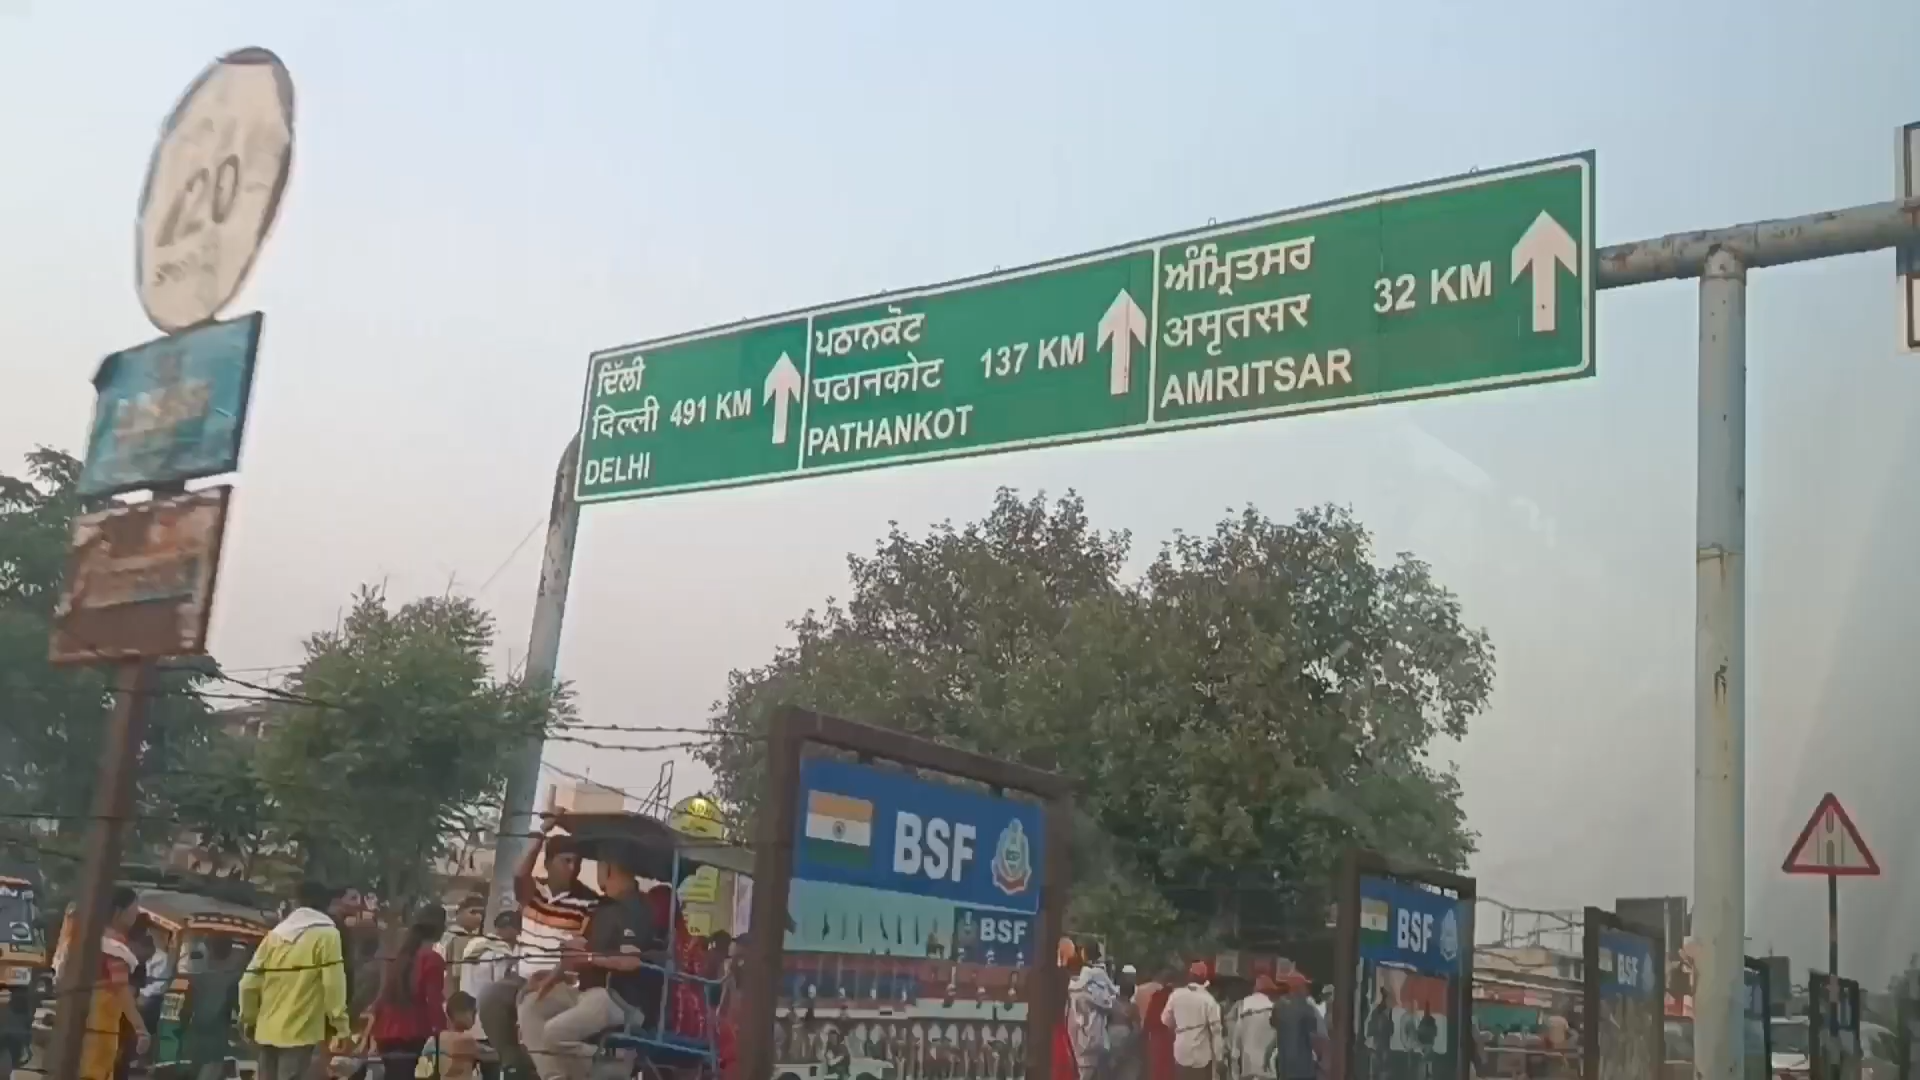 120
ਦਿੱਲੀ
दिल्ली 491 KM
DELHI
ਪਠਾਨਕੋਟ
पठानकोट 137 KM
PATHANKOT
ਅੰਮ੍ਰਿਤਸਰ
अमृतसर 32 KM
AMRITSAR
BSF
BSF
BSF
BSF